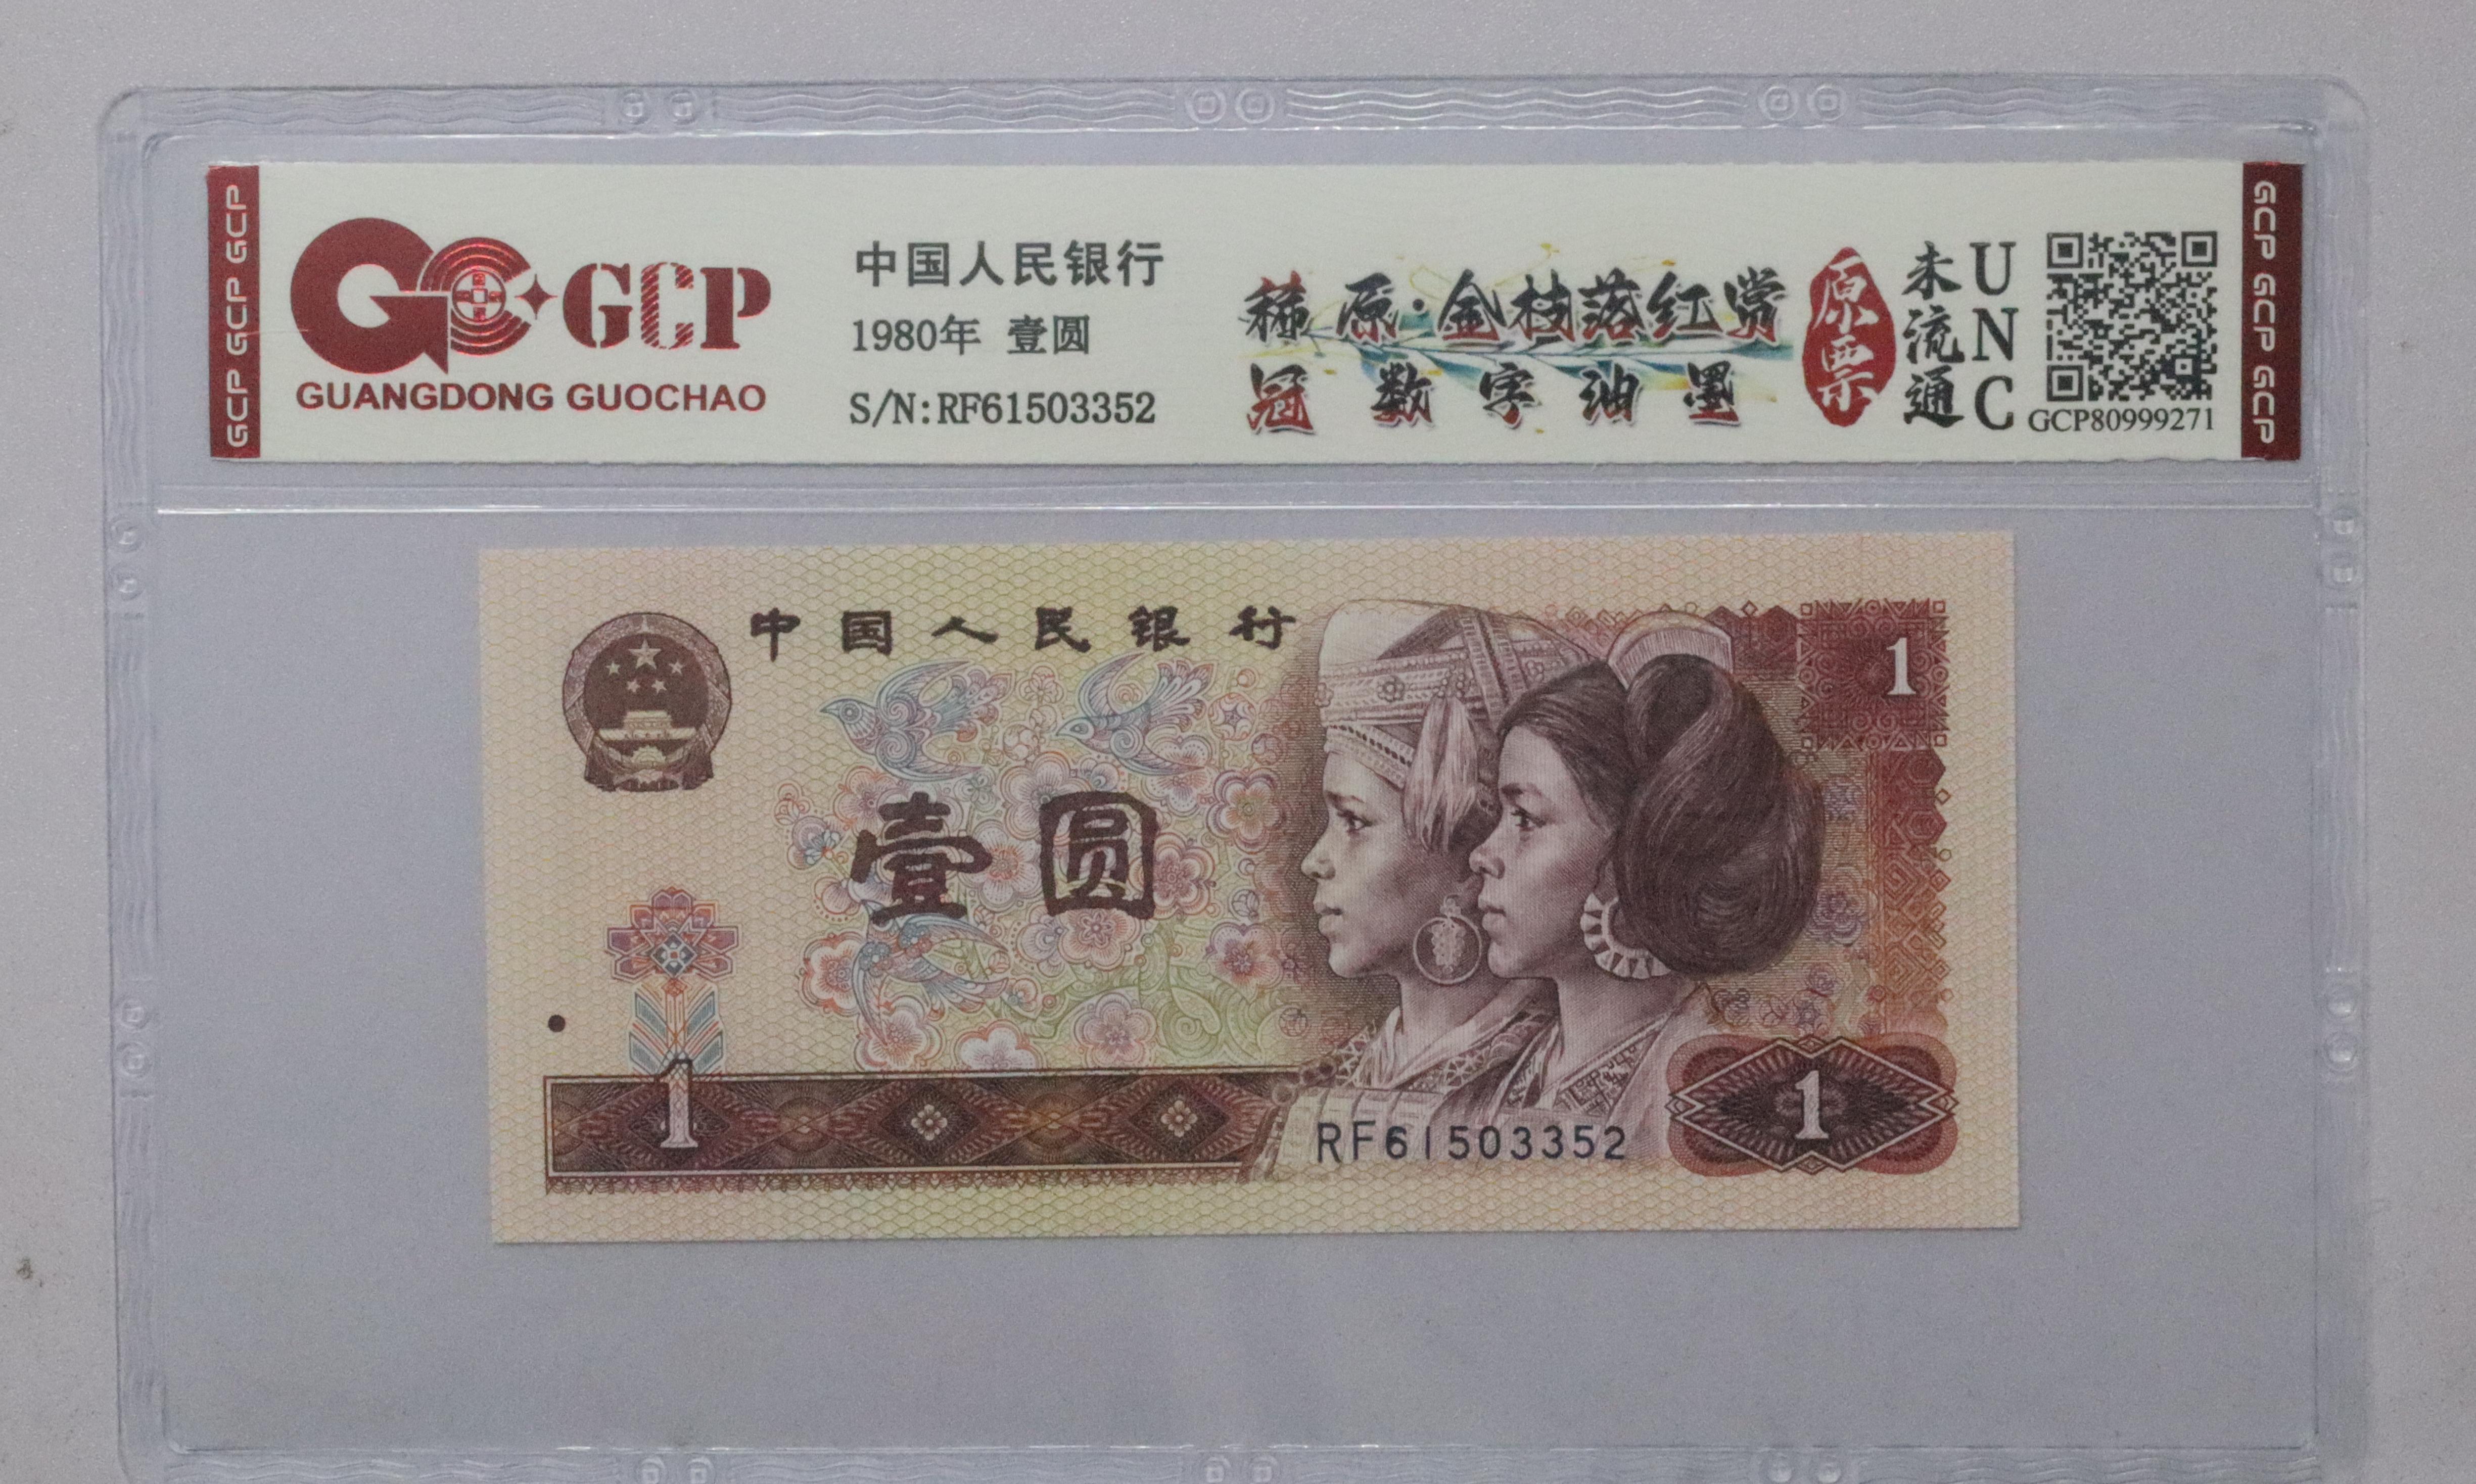 GCP GCP GCP GCP
GCP
GUANGDONG GUOCHAO
中国人民银行
1980年 壹圆
S/N:RF61503352
稀原·金枝落红赏
冠数字油墨
原票
未流通
UNC
GCP80999271
GCP GCP GCP GCP
中国人民银行
1
壹圆
1
RF61503352
1